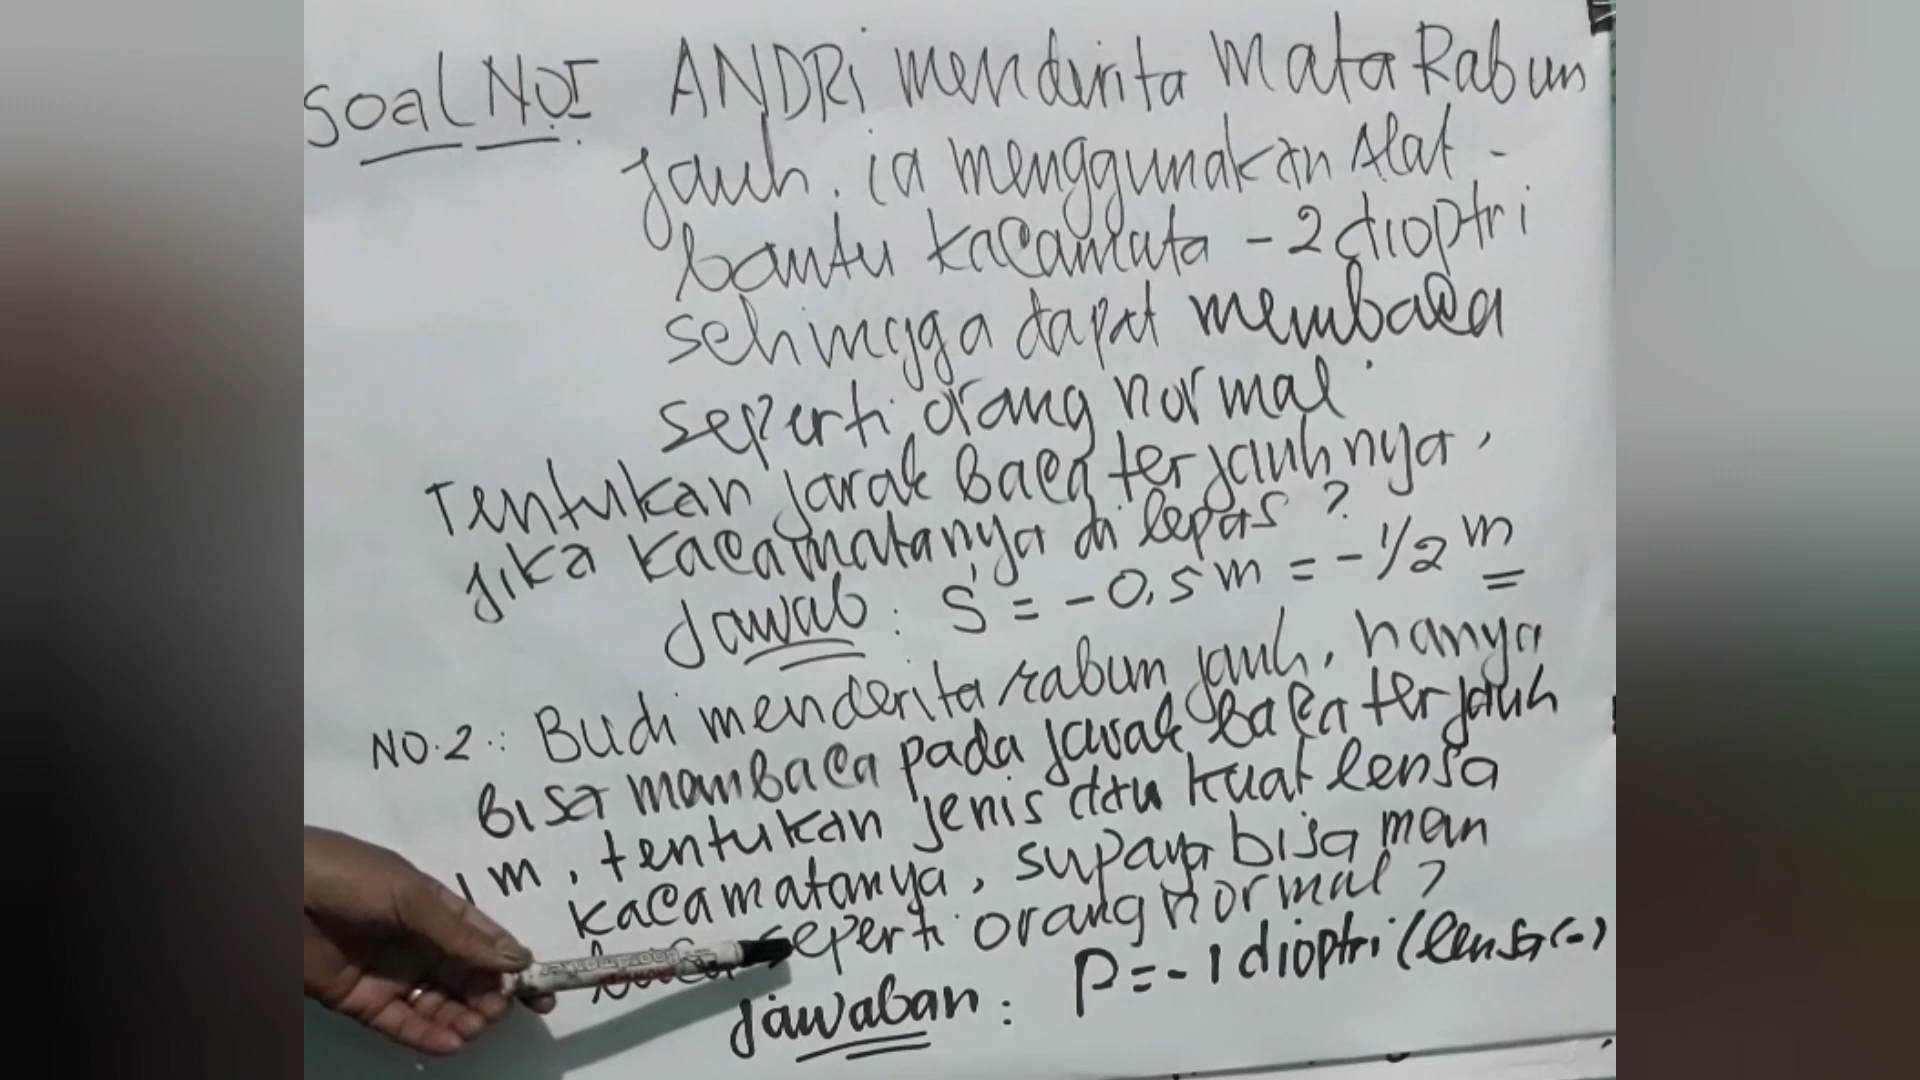 Soal NO I ANDRi menderita mata Rabun
jauh. ia menggunakan Alat -
bantu kacamata - 2 dioptri
sehingga dapat membaca
seperti orang normal.
Tentukan jarak Baca terjauhnya,
jika kacamatanya di lepas ?
Jawab : S' = - 0,5 m = - 1/2 m
NO.2 : Budi menderita rabun jauh, hanya
Bisa mambaca pada jarak Baca terjauh
1 m, tentukan jenis dan kuat lensa
kacamatanya, supaya bisa mem
seperti orang normal ?
Jawaban : P = - 1 dioptri (lensa (-)